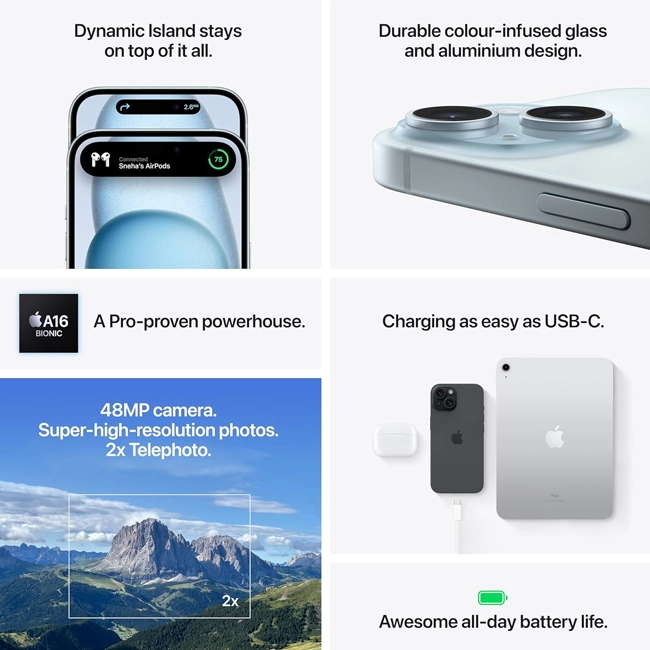 Dynamic Island stays
on top of it all.
2.6
Connected
Sneha's AirPods
75
Durable colour-infused glass
and aluminium design.
A16
BIONIC
A Pro-proven powerhouse.
Charging as easy as USB-C.
48MP camera.
Super-high-resolution photos.
2x Telephoto.
2x
Awesome all-day battery life.